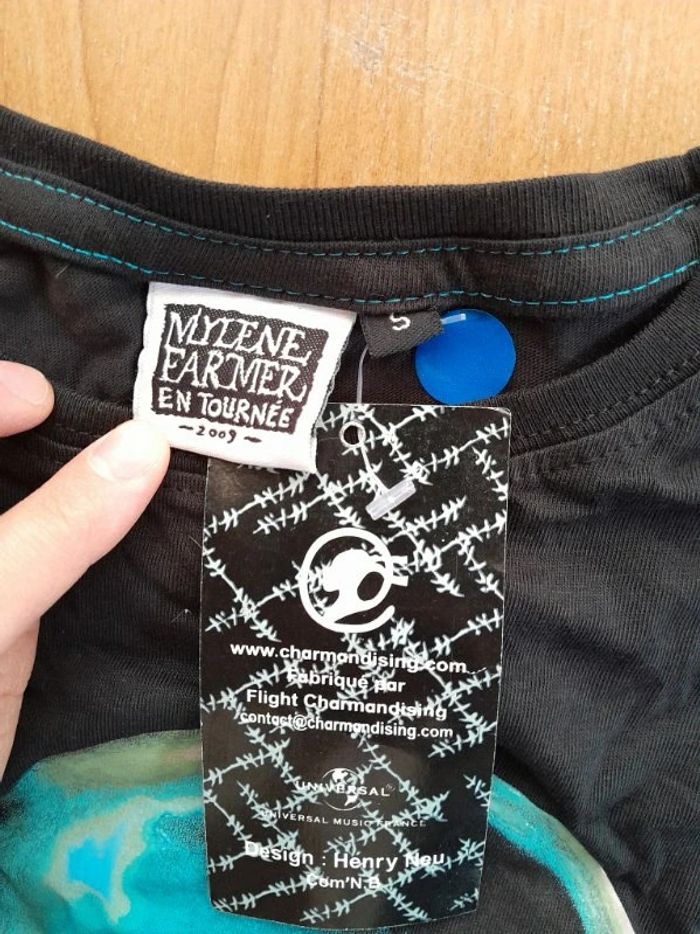 MYLENE
FARMER
EN TOURNÉE
- 2009 -
S
www.charmandising.com
Fabriqué par
Flight Charmandising
contact@charmandising.com
UNIVERSAL
UNIVERSAL MUSIC FRANCE
Design : Henry Neu
Com'N.B